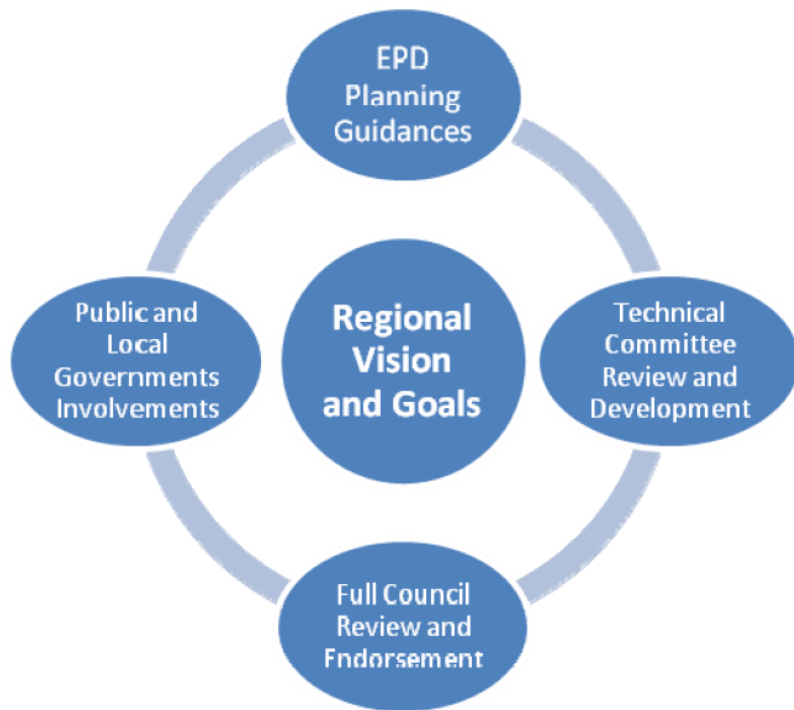 EPD
Planning
Guidances
Public and
Local
Governments
Involvements
Regional
Vision
and Goals
Technical
Committee
Review and
Development
Full Council
Review and
Endorsement